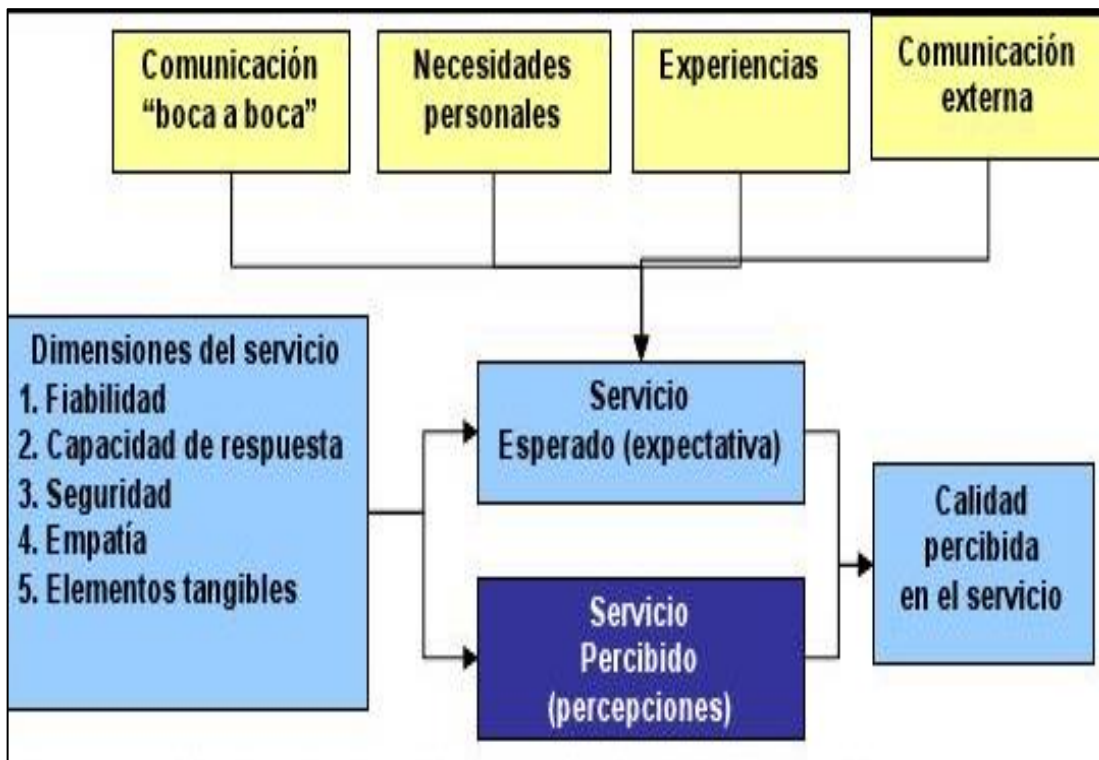 Comunicación
“boca a boca”
Necesidades
personales
Experiencias
Comunicación
externa
Dimensiones del servicio
1. Fiabilidad
2. Capacidad de respuesta
3. Seguridad
4. Empatía
5. Elementos tangibles
Servicio
Esperado (expectativa)
Servicio
Percibido
(percepciones)
Calidad
percibida
en el servicio